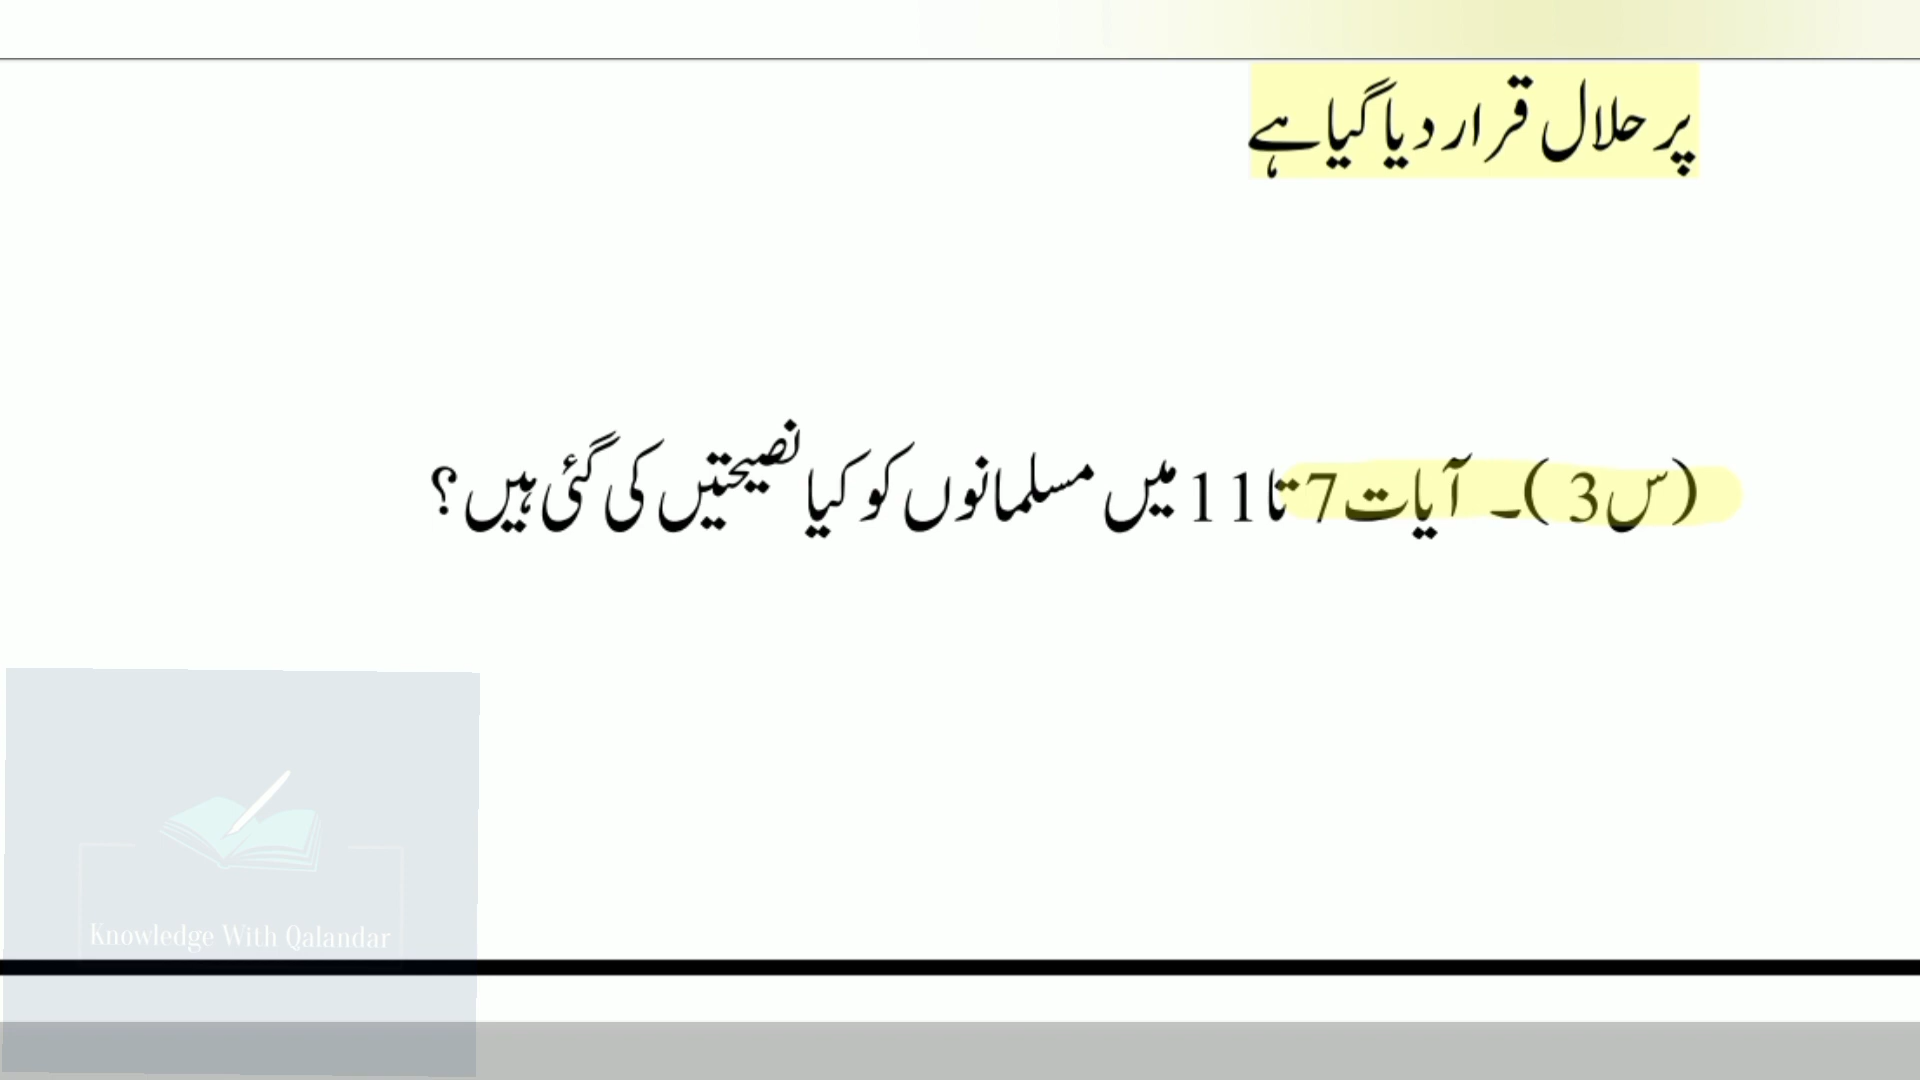 پر حلال قرار دیا گیا ہے
(س3 )۔ آیات 7 تا 11 میں مسلمانوں کو کیا نصیحتیں کی گئی ہیں؟
Knowledge With Qalandar